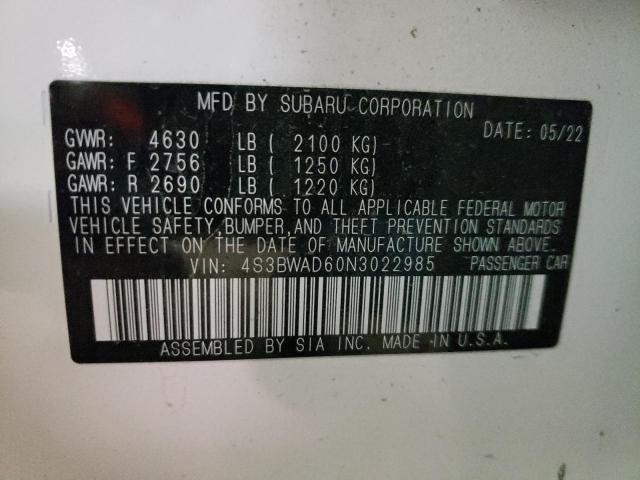 MFD BY SUBARU CORPORATION
DATE: 05/22
GVWR: 4630 LB ( 2100 KG)
GAWR: F 2756 LB ( 1250 KG)
GAWR: R 2690 LB ( 1220 KG)
THIS VEHICLE CONFORMS TO ALL APPLICABLE FEDERAL MOTOR
VEHICLE SAFETY,BUMPER,AND THEFT PREVENTION STANDARDS
IN EFFECT ON THE DATE OF MANUFACTURE SHOWN ABOVE.
VIN: 4S3BWAD60N3022985 PASSENGER CAR
ASSEMBLED BY SIA INC. MADE IN U.S.A.